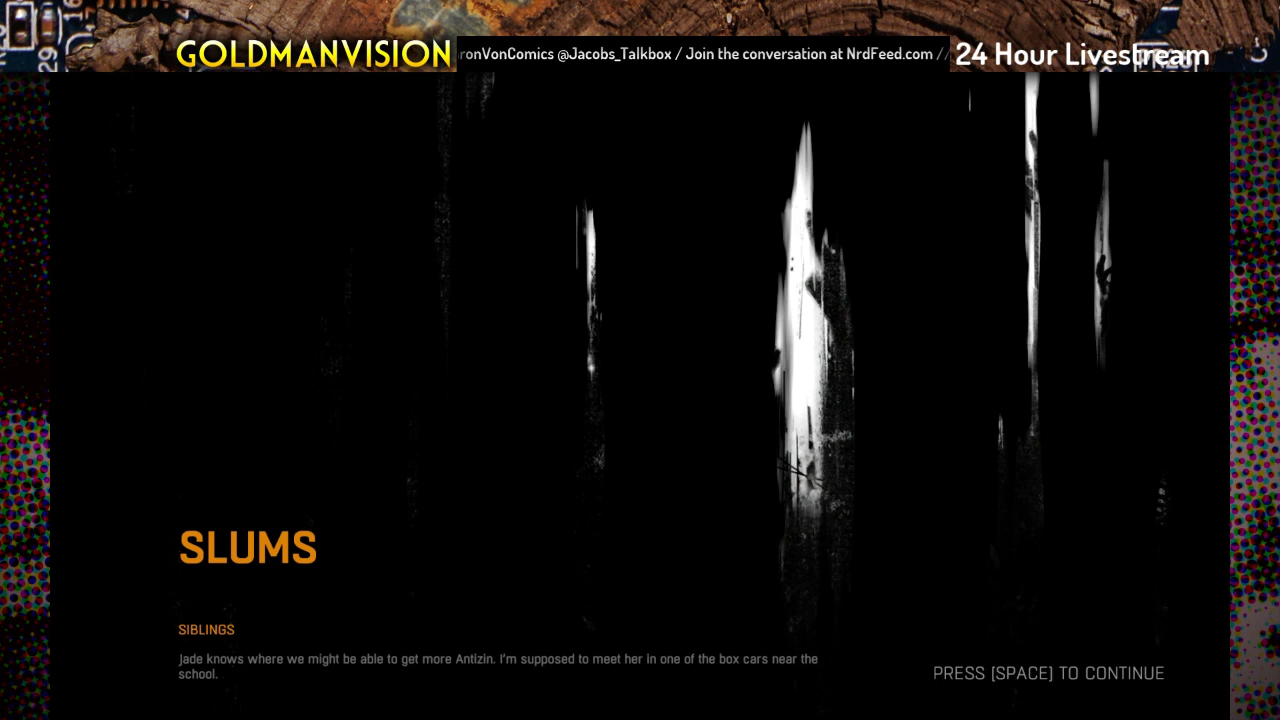 GOLDMANVISION
ronVonComics @Jacobs_Talkbox / Join the conversation at NrdFeed.com //
24 Hour Livestream
SLUMS
SIBLINGS
Jade knows where we might be able to get more Antizin. I'm supposed to meet her in one of the box cars near the
school.
PRESS [SPACE] TO CONTINUE